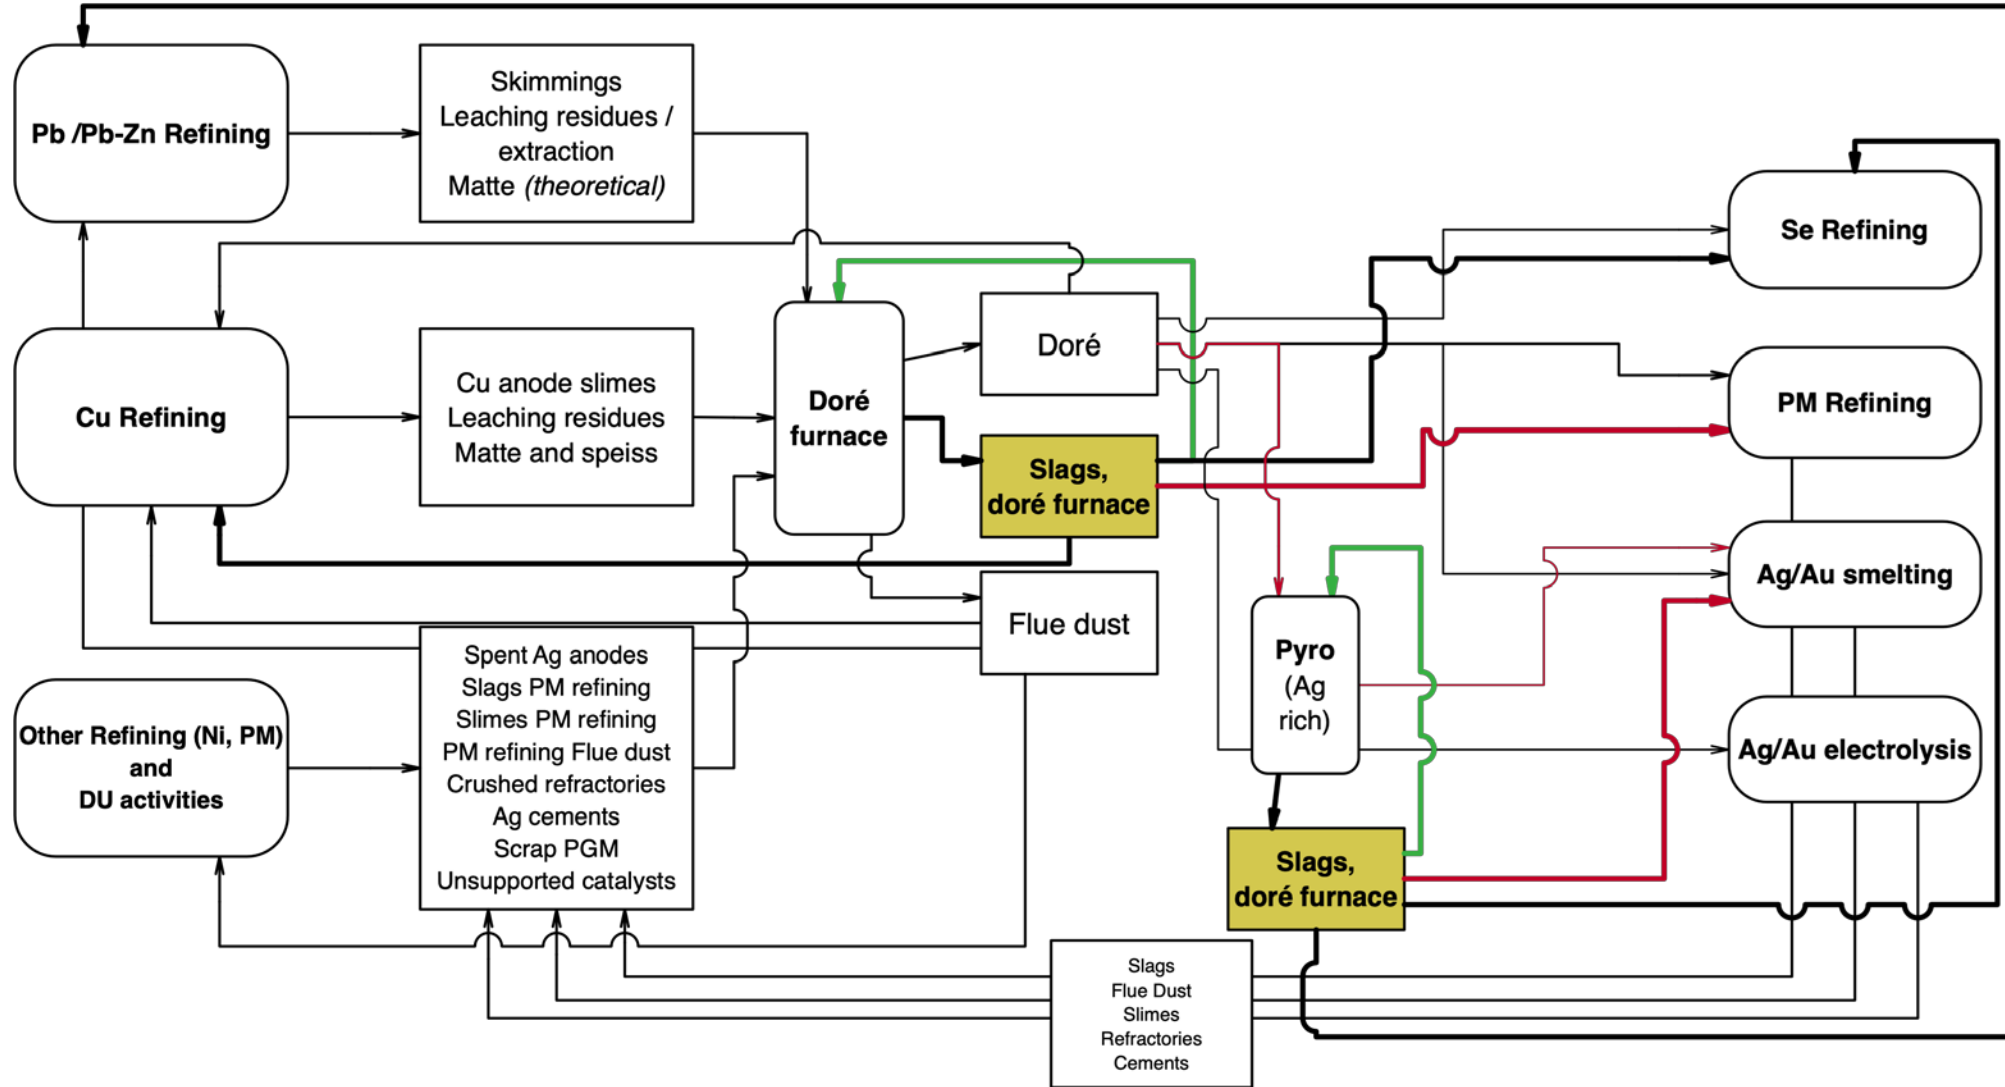 Pb /Pb-Zn Refining
Skimmings
Leaching residues /
extraction
Matte (theoretical)
Se Refining
Cu Refining
Cu anode slimes
Leaching residues
Matte and speiss
Doré
furnace
Doré
PM Refining
Slags,
doré furnace
Ag/Au smelting
Flue dust
Other Refining (Ni, PM)
and
DU activities
Spent Ag anodes
Slags PM refining
Slimes PM refining
PM refining Flue dust
Crushed refractories
Ag cements
Scrap PGM
Unsupported catalysts
Pyro
(Ag
rich)
Ag/Au electrolysis
Slags,
doré furnace
Slags
Flue Dust
Slimes
Refractories
Cements